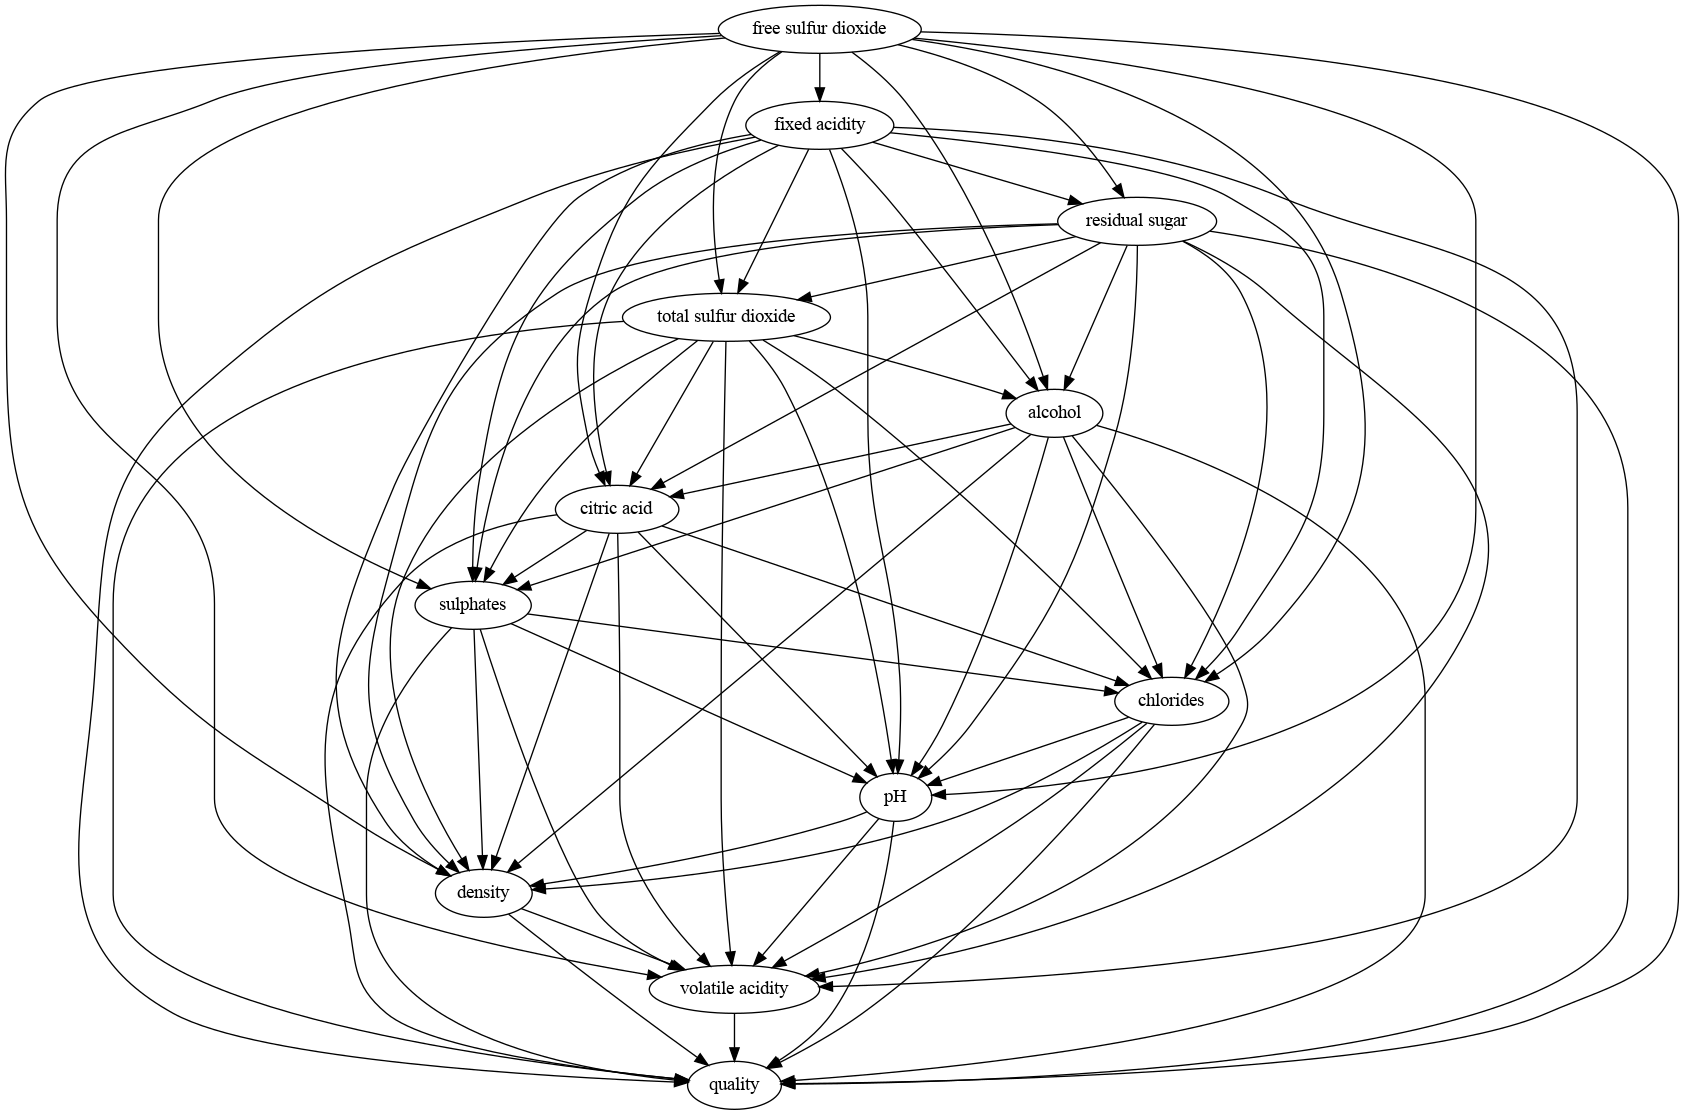 free sulfur dioxide
fixed acidity
residual sugar
total sulfur dioxide
alcohol
citric acid
sulphates
chlorides
pH
density
volatile acidity
quality